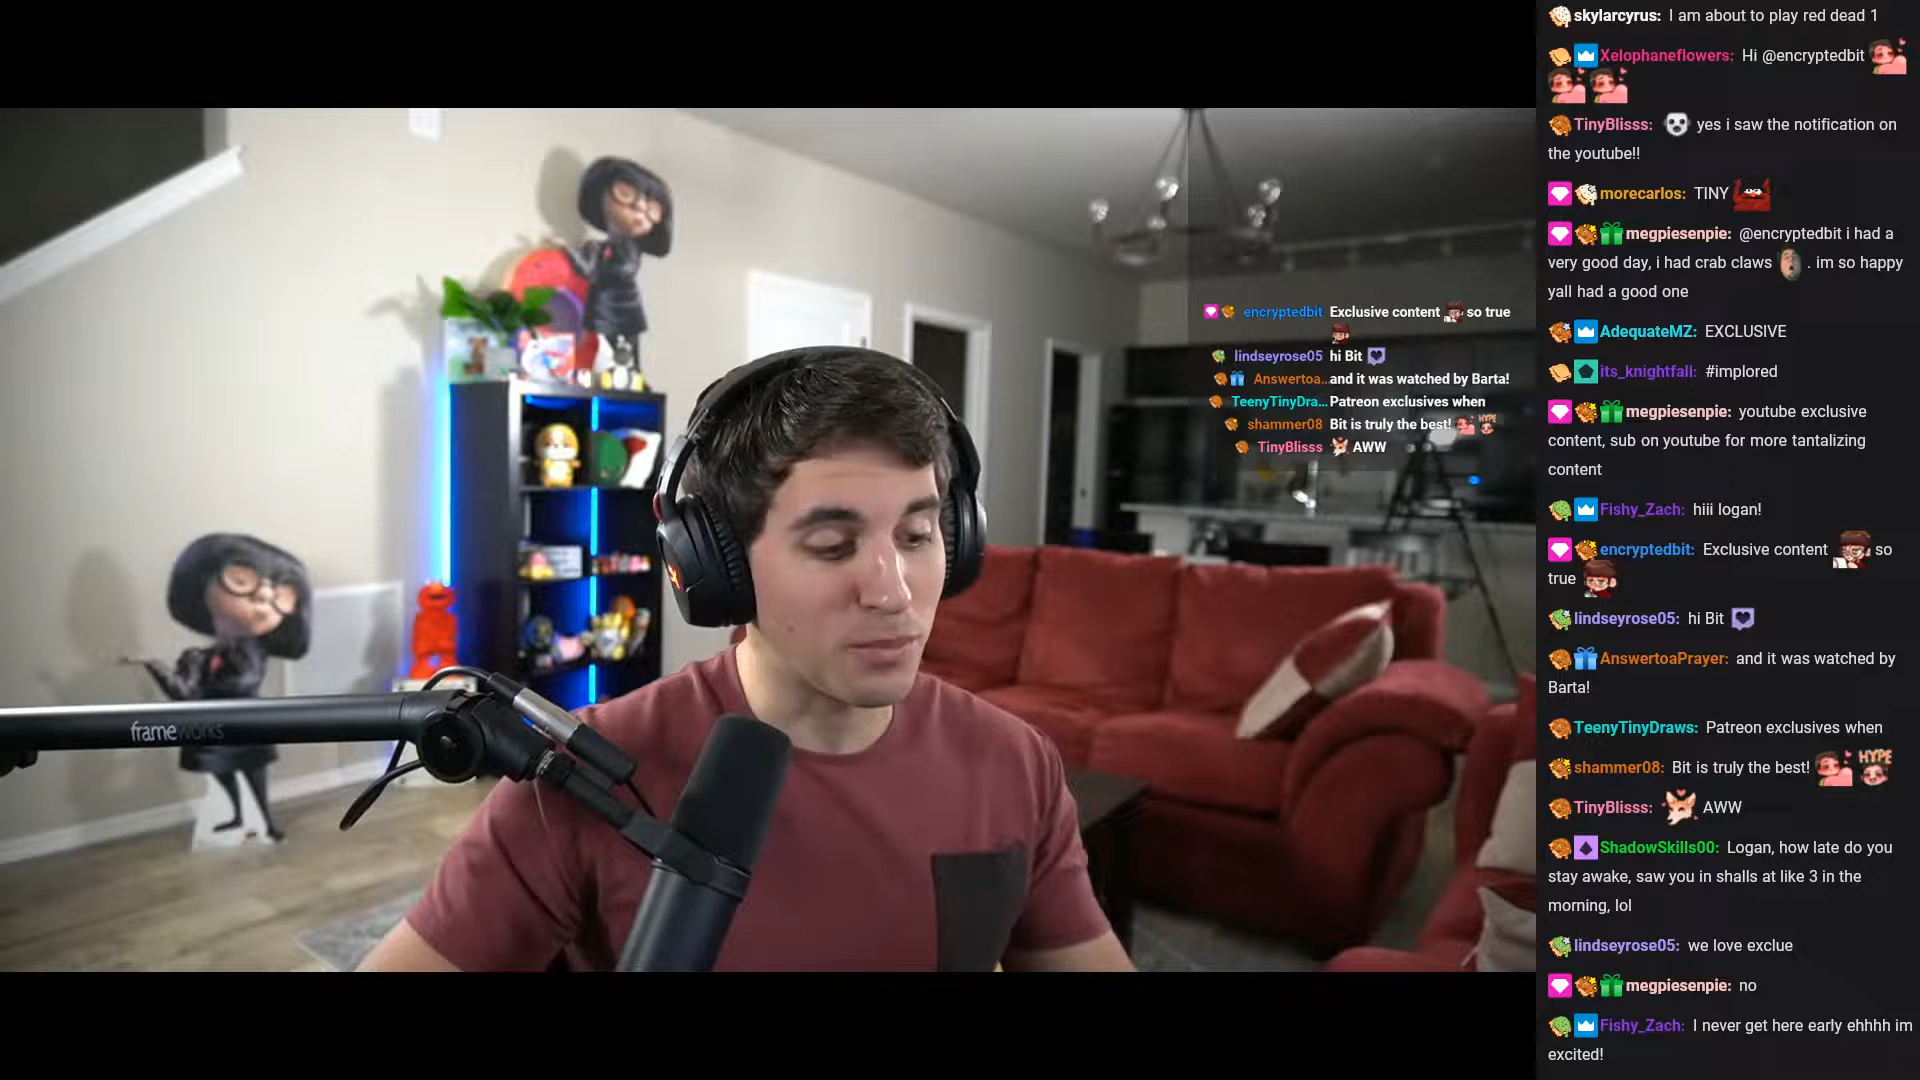 skylarcyrus: I am about to play red dead 1
Xelophaneflowers: Hi @encryptedbit
TinyBlisss: yes i saw the notification on
the youtube!!
morecarlos: TINY
megpiesenpie: @encryptedbit i had a
very good day, i had crab claws . im so happy
yall had a good one
AdequateMZ: EXCLUSIVE
its_knightfall: #implored
megpiesenpie: youtube exclusive
content, sub on youtube for more tantalizing
content
Fishy_Zach: hiii logan!
encryptedbit: Exclusive content so
true
lindseyrose05: hi Bit
AnswertoaPrayer: and it was watched by
Barta!
TeenyTinyDraws: Patreon exclusives when
shammer08: Bit is truly the best! HYPE
TinyBlisss: AWW
ShadowSkills00: Logan, how late do you
stay awake, saw you in shalls at like 3 in the
morning, lol
lindseyrose05: we love exclue
megpiesenpie: no
Fishy_Zach: I never get here early ehhhh im
excited!
encryptedbit Exclusive content so true
lindseyrose05 hi Bit
Answertoa... and it was watched by Barta!
TeenyTinyDra... Patreon exclusives when
shammer08 Bit is truly the best! HYPE
TinyBlisss AWW
frameworks